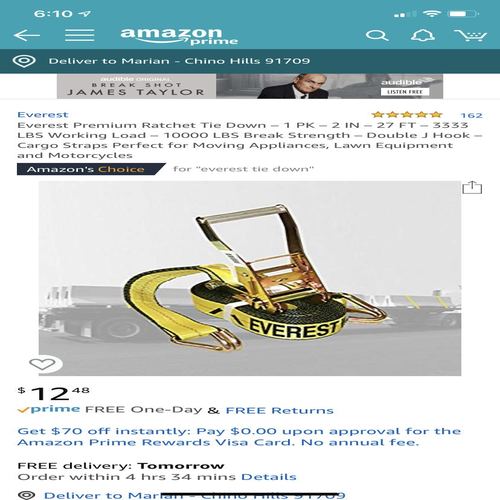 6:10
amazon
prime
Deliver to Marian - Chino Hills 91709
audible ORIGINAL
BREAK SHOT
JAMES TAYLOR
audible
LISTEN FREE
Everest
162
Everest Premium Ratchet Tie Down – 1 PK – 2 IN – 27 FT – 3333
LBS Working Load – 10000 LBS Break Strength – Double J Hook –
Cargo Straps Perfect for Moving Appliances, Lawn Equipment
and Motorcycles
Amazon's Choice for "everest tie down"
EVEREST
$12 48
prime FREE One-Day & FREE Returns
Get $70 off instantly: Pay $0.00 upon approval for the
Amazon Prime Rewards Visa Card. No annual fee.
FREE delivery: Tomorrow
Order within 4 hrs 34 mins Details
Deliver to Marian - Chino Hills 91709